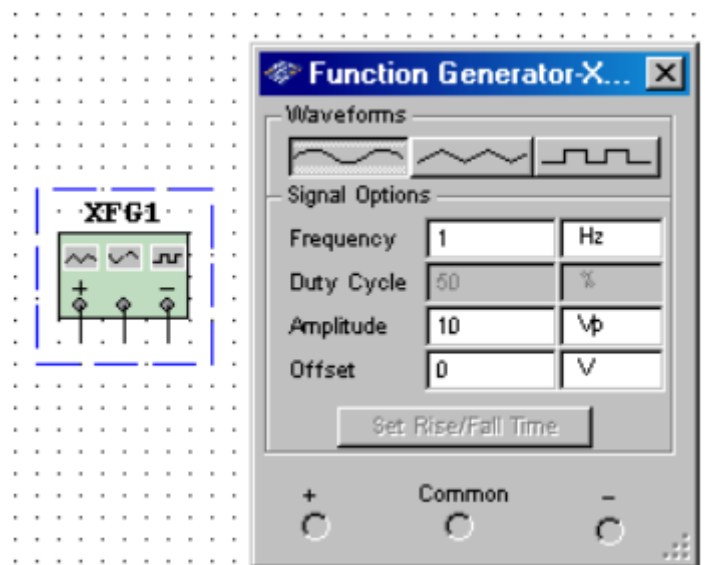 Function Generator-X...
Waveforms
Signal Options
XFG1
Frequency 1 Hz
Duty Cycle 50 %
Amplitude 10 Vp
Offset 0 V
Set Rise/Fall Time
+ Common -
+ -